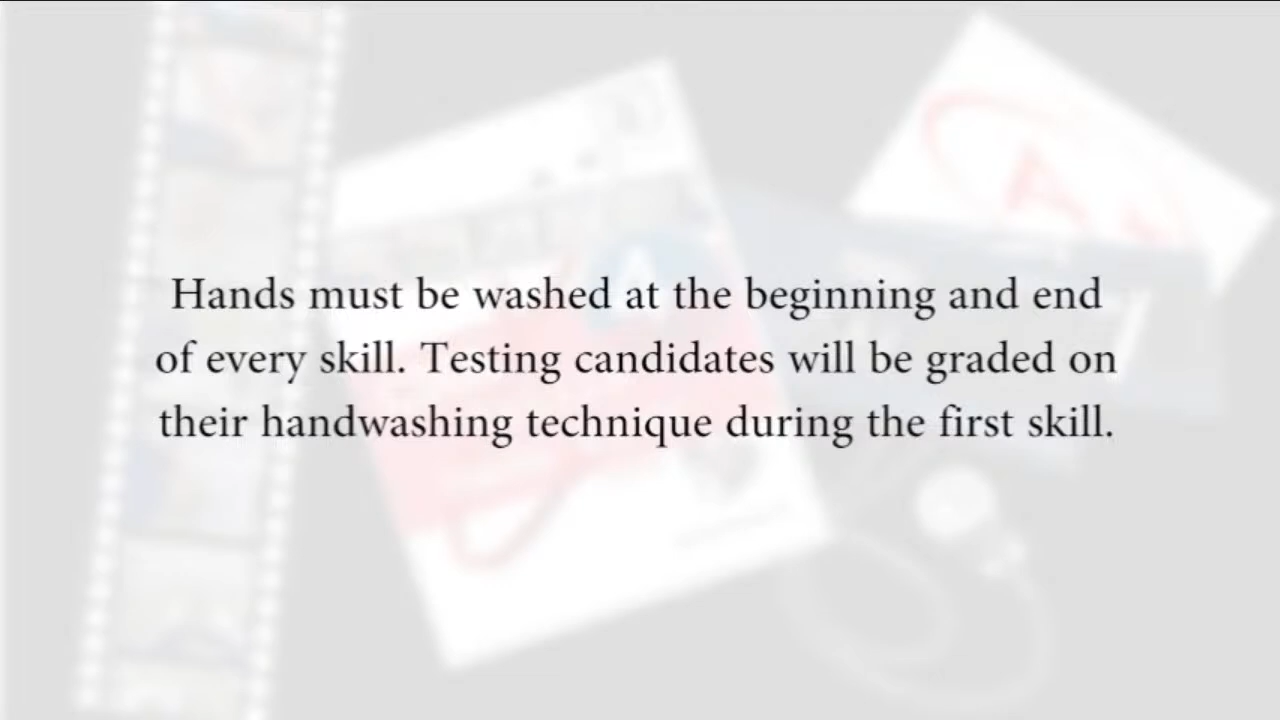 Hands must be washed at the beginning and end
of every skill. Testing candidates will be graded on
their handwashing technique during the first skill.